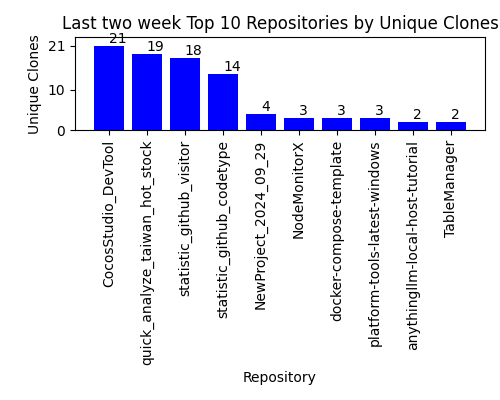 Last two week Top 10 Repositories by Unique Clones
Unique Clones
21
10
0
21
19
18
14
4
3
3
3
2
2
CocosStudio_DevTool
quick_analyze_taiwan_hot_stock
statistic_github_visitor
statistic_github_codetype
NewProject_2024_09_29
NodeMonitorX
docker-compose-template
platform-tools-latest-windows
anythingllm-local-host-tutorial
TableManager
Repository